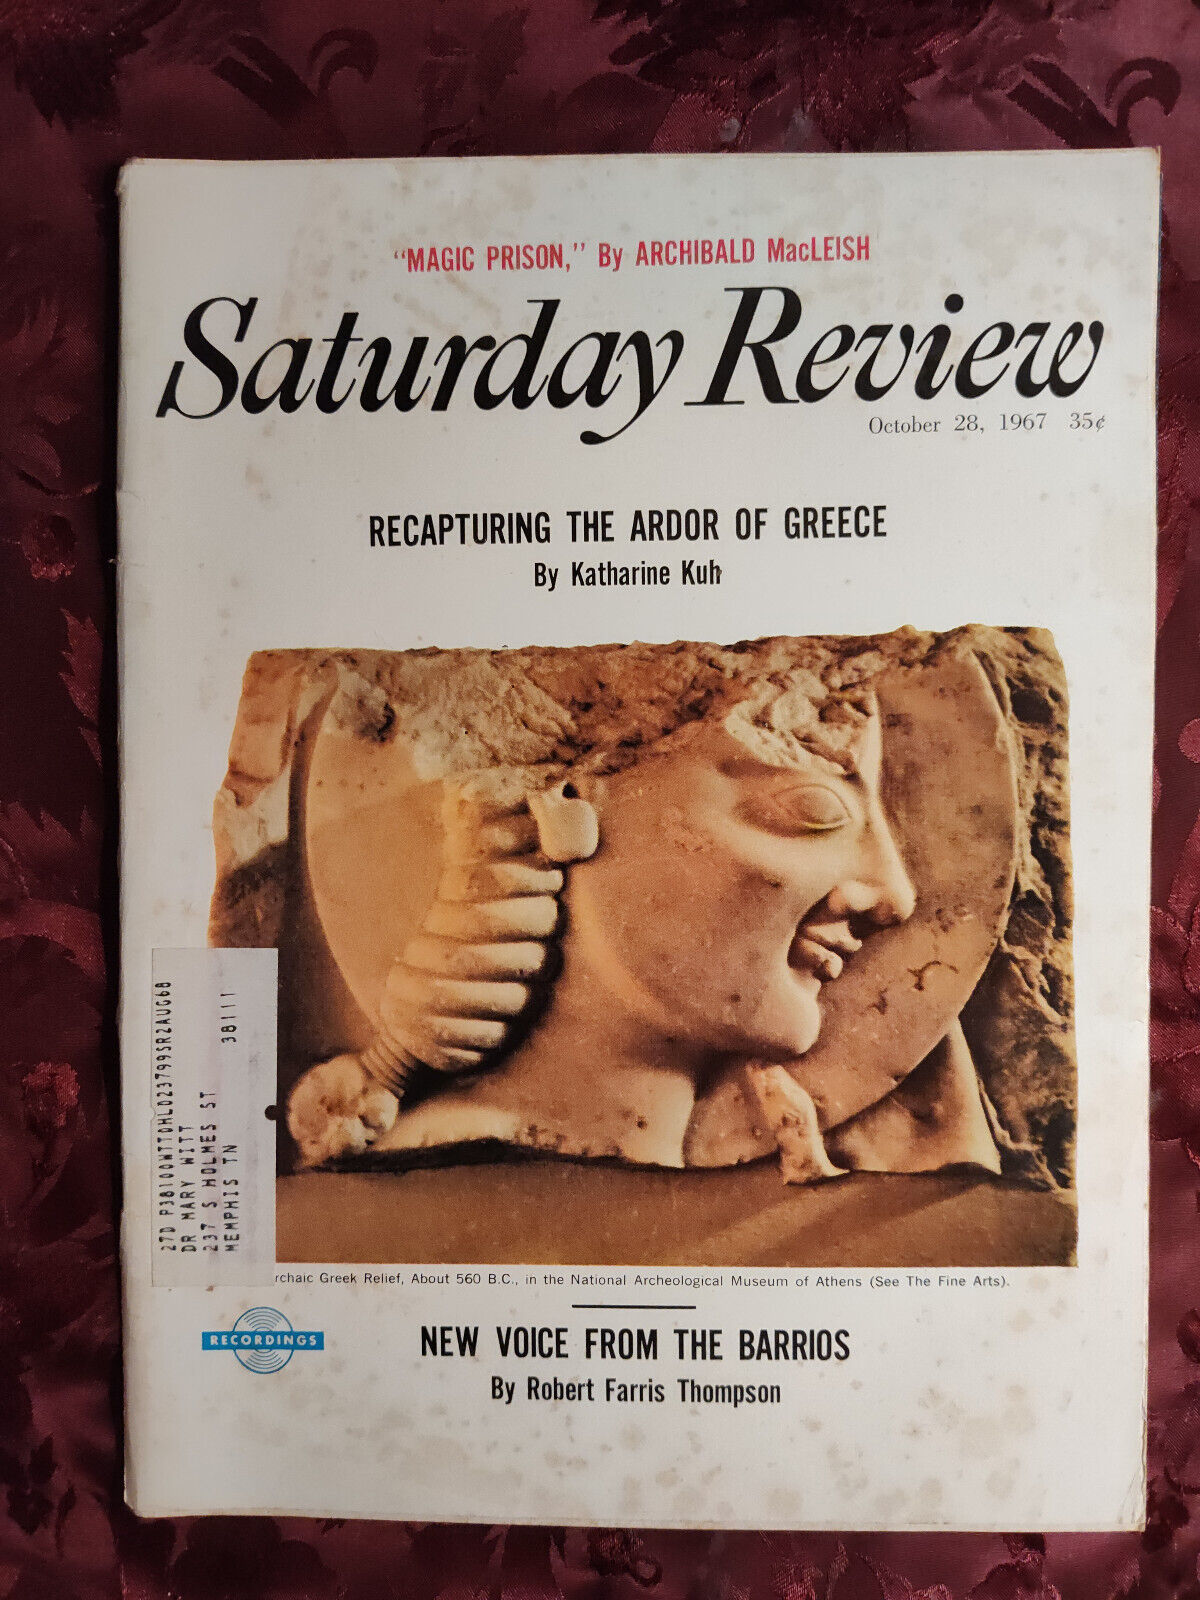 “MAGIC PRISON,” By ARCHIBALD MacLEISH
Saturday Review
October 28, 1967 35¢
RECAPTURING THE ARDOR OF GREECE
By Katharine Kuh
27D P38100WTTDHL023799SR2AUG68
DR MARY WITT
237 S HOLMES ST
MEMPHIS TN 38111
rchaic Greek Relief, About 560 B.C., in the National Archeological Museum of Athens (See The Fine Arts).
RECORDINGS
NEW VOICE FROM THE BARRIOS
By Robert Farris Thompson